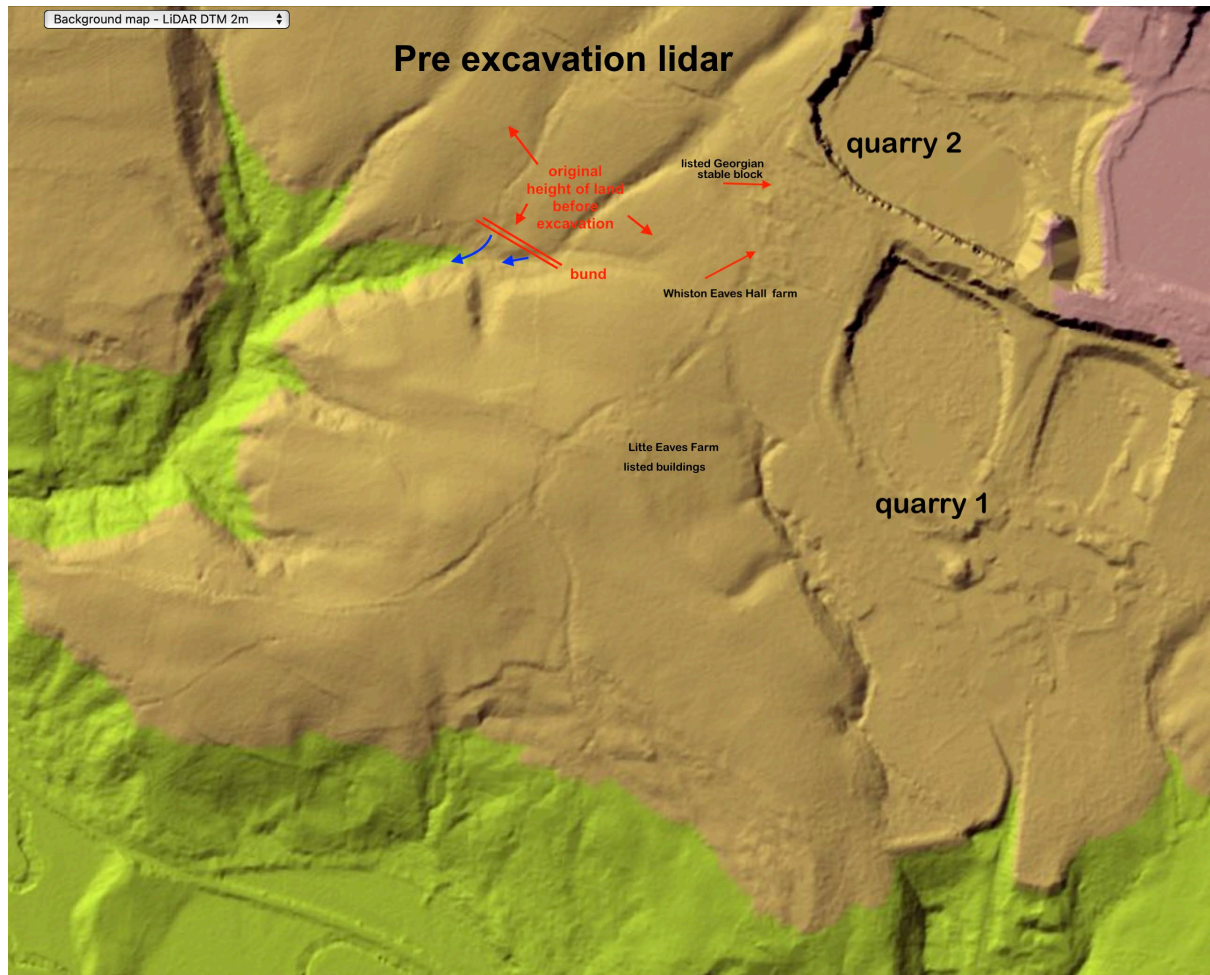 Background map - LiDAR DTM 2m
Pre excavation lidar
quarry 2
listed Georgian
stable block
original
height of land
before
excavation
bund
Whiston Eaves Hall farm
Litte Eaves Farm
listed buildings
quarry 1